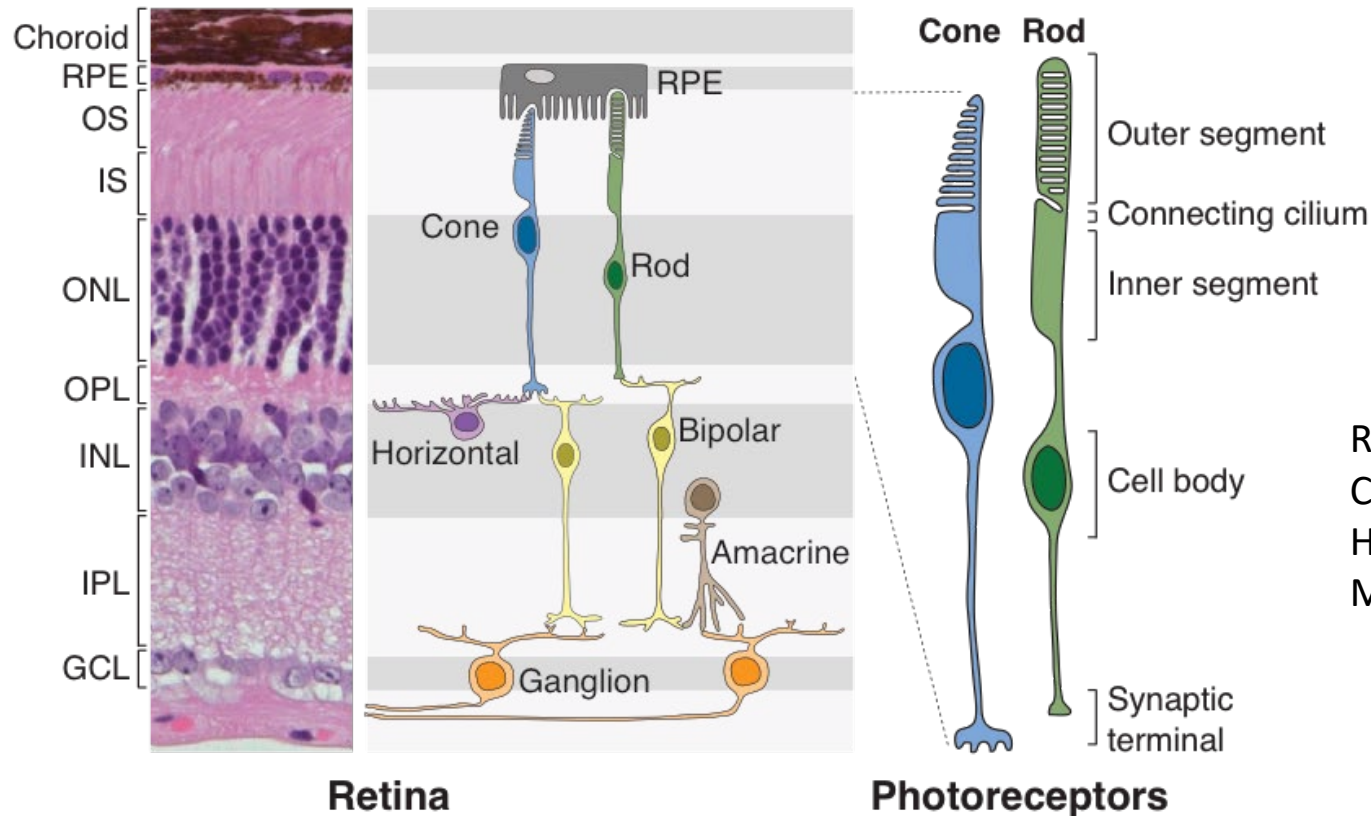 Choroid
RPE
OS
IS
ONL
OPL
INL
IPL
GCL
RPE
Cone
Rod
Horizontal
Bipolar
Amacrine
Ganglion
Retina
Cone Rod
Outer segment
Connecting cilium
Inner segment
Cell body
Synaptic
terminal
Photoreceptors
R
C
H
M